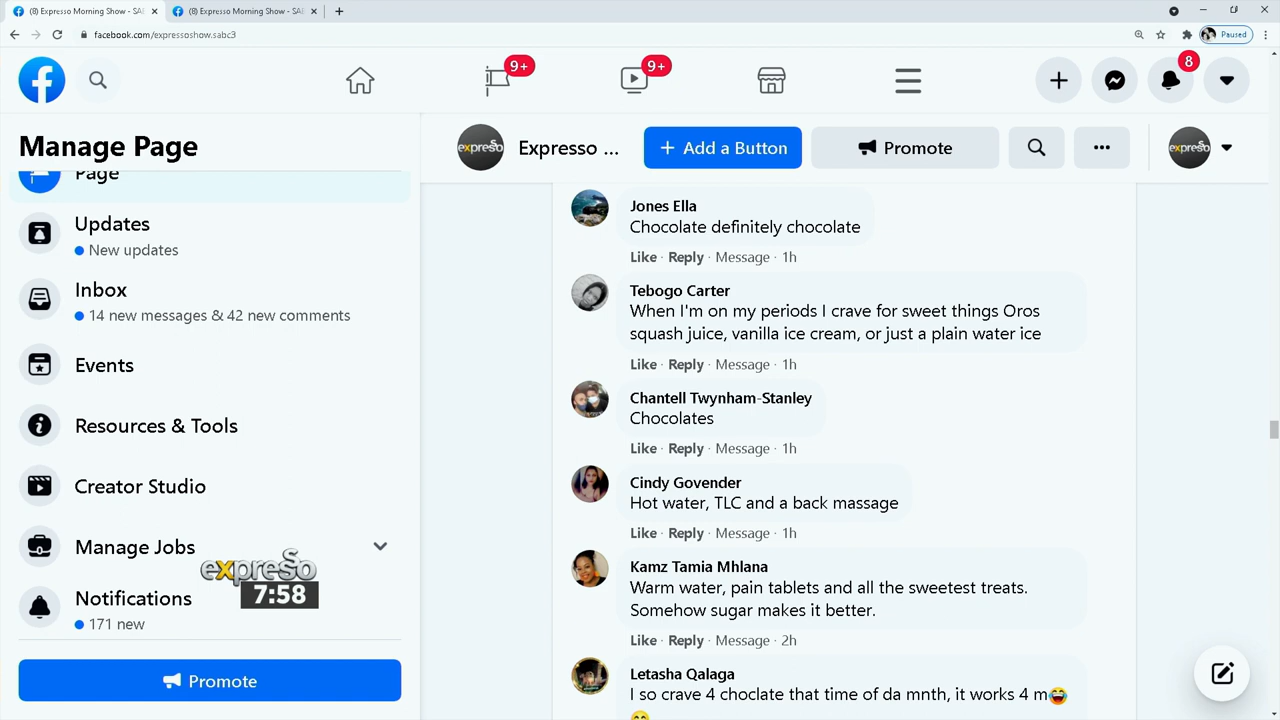 (8) Expresso Morning Show - SAB
(8) Expresso Morning Show - SAB
facebook.com/expressoshow.sabc3
Paused
9+
9+
8
Manage Page
expresso
Expresso ...
Add a Button
Promote
expresso
Page
Updates
New updates
Inbox
14 new messages & 42 new comments
Events
Resources & Tools
Creator Studio
Manage Jobs
expresso
7:58
Notifications
171 new
Promote
Jones Ella
Chocolate definitely chocolate
Like · Reply · Message · 1h
Tebogo Carter
When I'm on my periods I crave for sweet things Oros
squash juice, vanilla ice cream, or just a plain water ice
Like · Reply · Message · 1h
Chantell Twynham-Stanley
Chocolates
Like · Reply · Message · 1h
Cindy Govender
Hot water, TLC and a back massage
Like · Reply · Message · 1h
Kamz Tamia Mhlana
Warm water, pain tablets and all the sweetest treats.
Somehow sugar makes it better.
Like · Reply · Message · 2h
Letasha Qalaga
I so crave 4 choclate that time of da mnth, it works 4 m😂